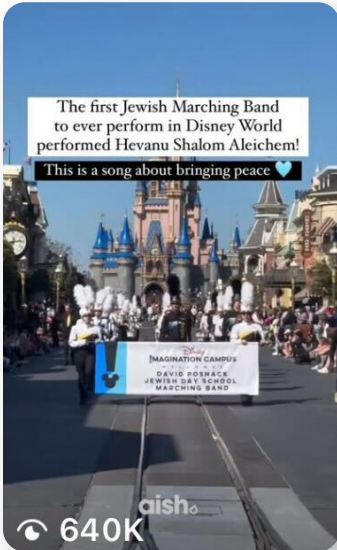 The first Jewish Marching Band
to ever perform in Disney World
performed Hevanu Shalom Aleichem!
This is a song about bringing peace 🩵
Disney
IMAGINATION CAMPUS
WELCOMES
DAVID POSNACK
JEWISH DAY SCHOOL
MARCHING BAND
aish
640K